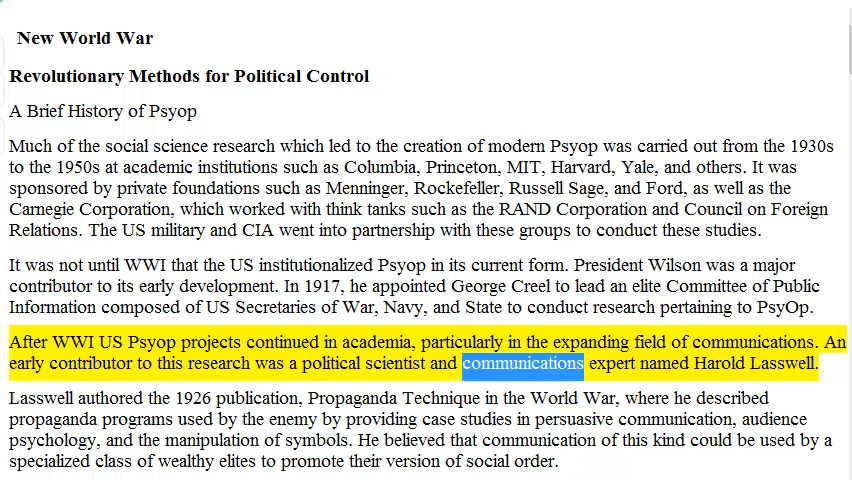 New World War
Revolutionary Methods for Political Control
A Brief History of Psyop
Much of the social science research which led to the creation of modern Psyop was carried out from the 1930s
to the 1950s at academic institutions such as Columbia, Princeton, MIT, Harvard, Yale, and others. It was
sponsored by private foundations such as Menninger, Rockefeller, Russell Sage, and Ford, as well as the
Carnegie Corporation, which worked with think tanks such as the RAND Corporation and Council on Foreign
Relations. The US military and CIA went into partnership with these groups to conduct these studies.
It was not until WWI that the US institutionalized Psyop in its current form. President Wilson was a major
contributor to its early development. In 1917, he appointed George Creel to lead an elite Committee of Public
Information composed of US Secretaries of War, Navy, and State to conduct research pertaining to PsyOp.
After WWI US Psyop projects continued in academia, particularly in the expanding field of communications. An
early contributor to this research was a political scientist and communications expert named Harold Lasswell.
Lasswell authored the 1926 publication, Propaganda Technique in the World War, where he described
propaganda programs used by the enemy by providing case studies in persuasive communication, audience
psychology, and the manipulation of symbols. He believed that communication of this kind could be used by a
specialized class of wealthy elites to promote their version of social order.